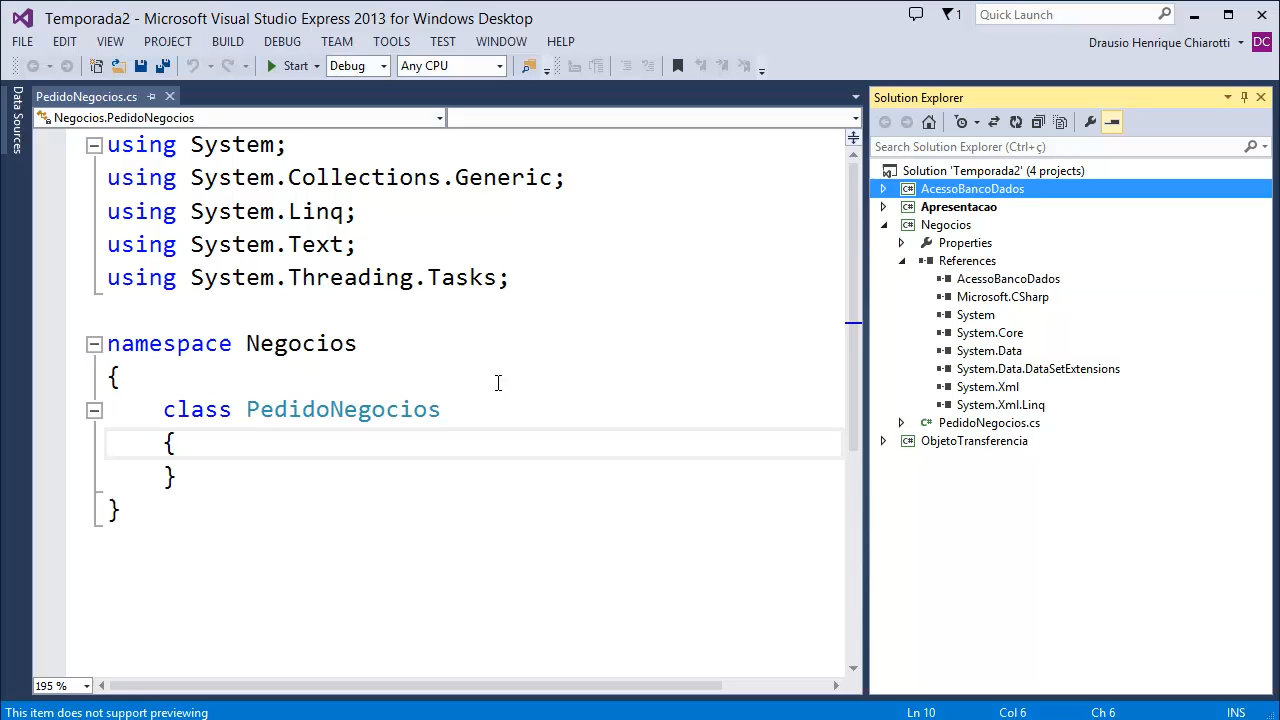 Temporada2 - Microsoft Visual Studio Express 2013 for Windows Desktop
1
Quick Launch
FILE EDIT VIEW PROJECT BUILD DEBUG TEAM TOOLS TEST WINDOW HELP
Drausio Henrique Chiarotti
DC
Start
Debug
Any CPU
Data Sources
PedidoNegocios.cs
Negocios.PedidoNegocios
using System;
using System.Collections.Generic;
using System.Linq;
using System.Text;
using System.Threading.Tasks;
namespace Negocios
{
class PedidoNegocios
{
}
}
195 %
Solution Explorer
Search Solution Explorer (Ctrl+ç)
Solution 'Temporada2' (4 projects)
C# AcessoBancoDados
C# Apresentacao
C# Negocios
Properties
References
AcessoBancoDados
Microsoft.CSharp
System
System.Core
System.Data
System.Data.DataSetExtensions
System.Xml
System.Xml.Linq
C# PedidoNegocios.cs
C# ObjetoTransferencia
This item does not support previewing
Ln 10
Col 6
Ch 6
INS